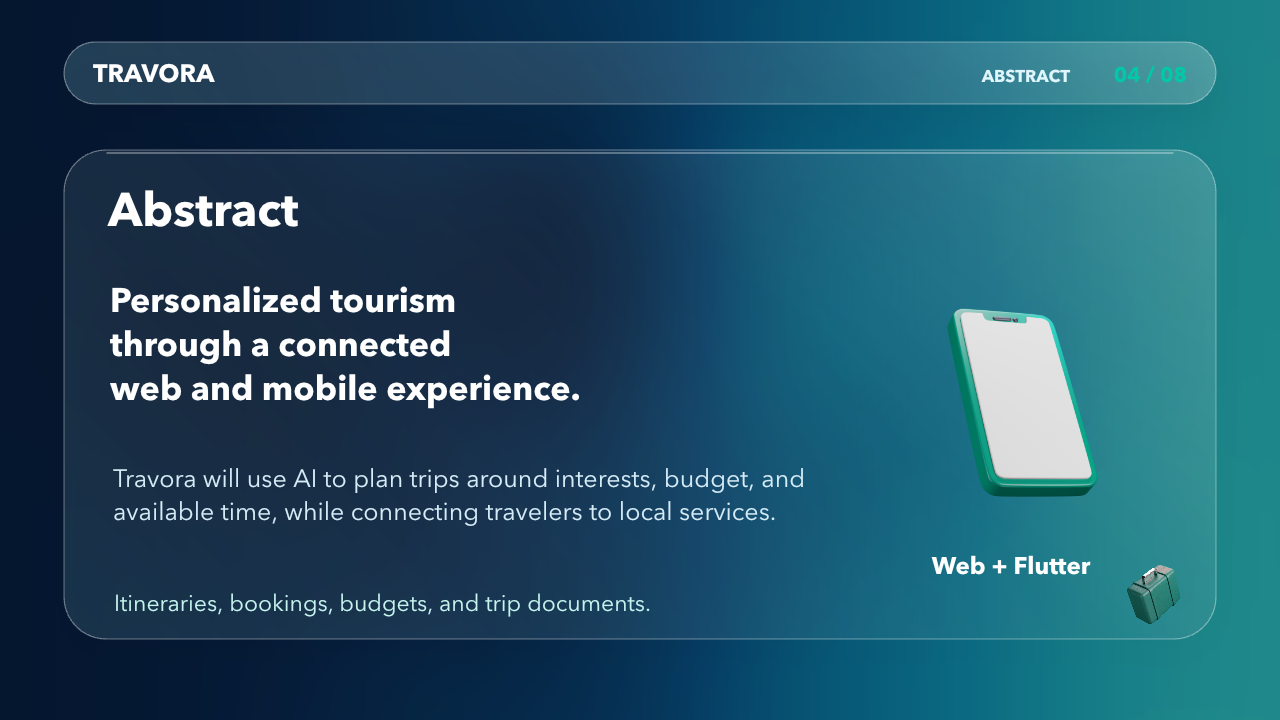 TRAVORA
ABSTRACT
04 / 08
Abstract
Personalized tourism
through a connected
web and mobile experience.
Travora will use AI to plan trips around interests, budget, and
available time, while connecting travelers to local services.
Web + Flutter
Itineraries, bookings, budgets, and trip documents.